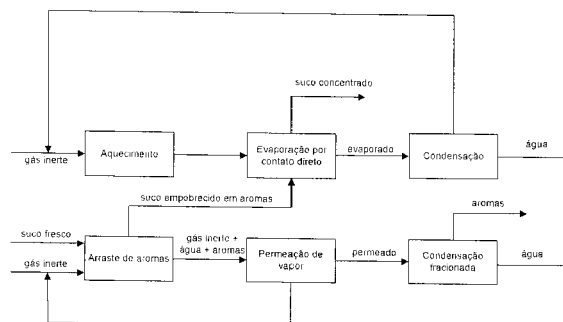 suco concentrado
gás inerte
Aquecimento
Evaporação por
contato direto
evaporado
Condensação
água
suco empobrecido em aromas
aromas
suco fresco
gás inerte
Arraste de aromas
gás inerte +
água + aromas
Permeação de
vapor
permeado
Condensação
fracionada
água